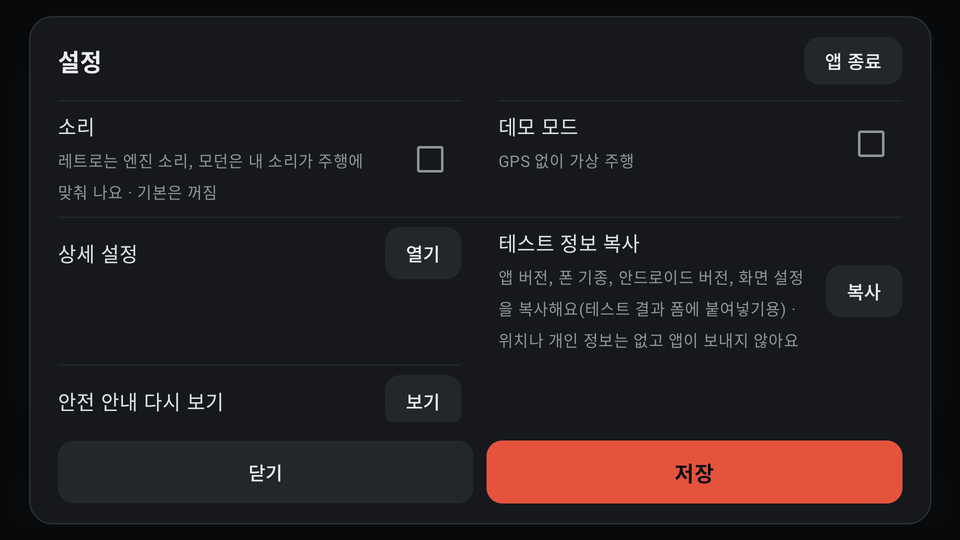 설정
앱 종료
소리
레트로는 엔진 소리, 모던은 내 소리가 주행에
맞춰 나요 · 기본은 꺼짐
데모 모드
GPS 없이 가상 주행
상세 설정
열기
테스트 정보 복사
앱 버전, 폰 기종, 안드로이드 버전, 화면 설정
을 복사해요(테스트 결과 폼에 붙여넣기용) ·
위치나 개인 정보는 없고 앱이 보내지 않아요
복사
안전 안내 다시 보기
보기
닫기
저장